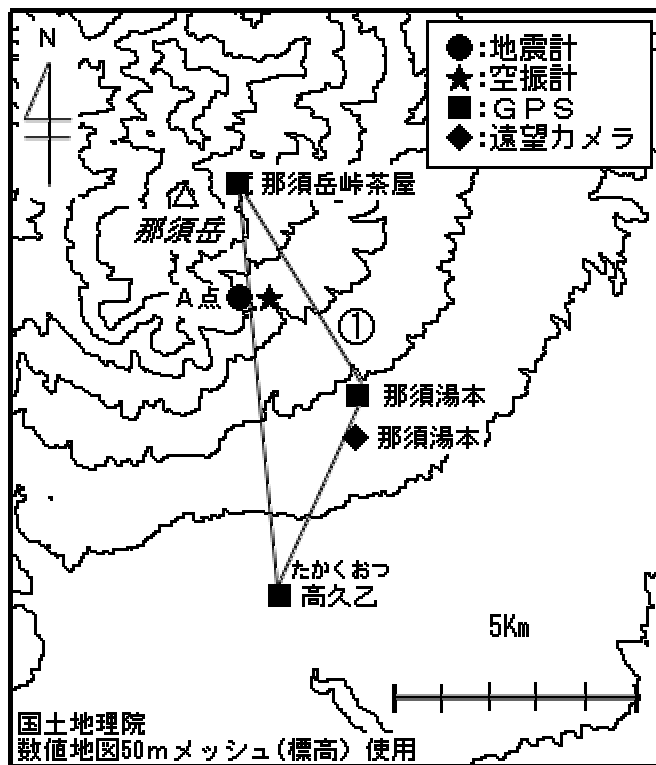 N
●:地震計
★:空振計
■:GPS
◆:遠望カメラ
那須岳峠茶屋
那須岳
A点
①
那須湯本
那須湯本
たかくおつ
高久乙
5Km
国土地理院
数値地図50mメッシュ(標高) 使用